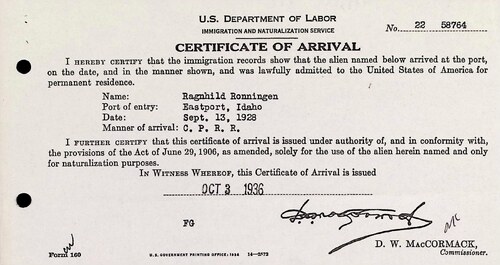 U.S. DEPARTMENT OF LABOR
IMMIGRATION AND NATURALIZATION SERVICE
No. 22 58764
CERTIFICATE OF ARRIVAL
I HEREBY CERTIFY that the immigration records show that the alien named below arrived at the port,
on the date, and in the manner shown, and was lawfully admitted to the United States of America for
permanent residence.
Name: Ragnhild Ronningen
Port of entry: Eastport, Idaho
Date: Sept. 13, 1928
Manner of arrival: C. P. R. R.
I FURTHER CERTIFY that this certificate of arrival is issued under authority of, and in conformity with,
the provisions of the Act of June 29, 1906, as amended, solely for the use of the alien herein named and only
for naturalization purposes.
IN WITNESS WHEREOF, this Certificate of Arrival is issued
OCT 3 1936
FG
D. W. MACCORMACK,
Commissioner.
Form 160
U.S. GOVERNMENT PRINTING OFFICE: 1936